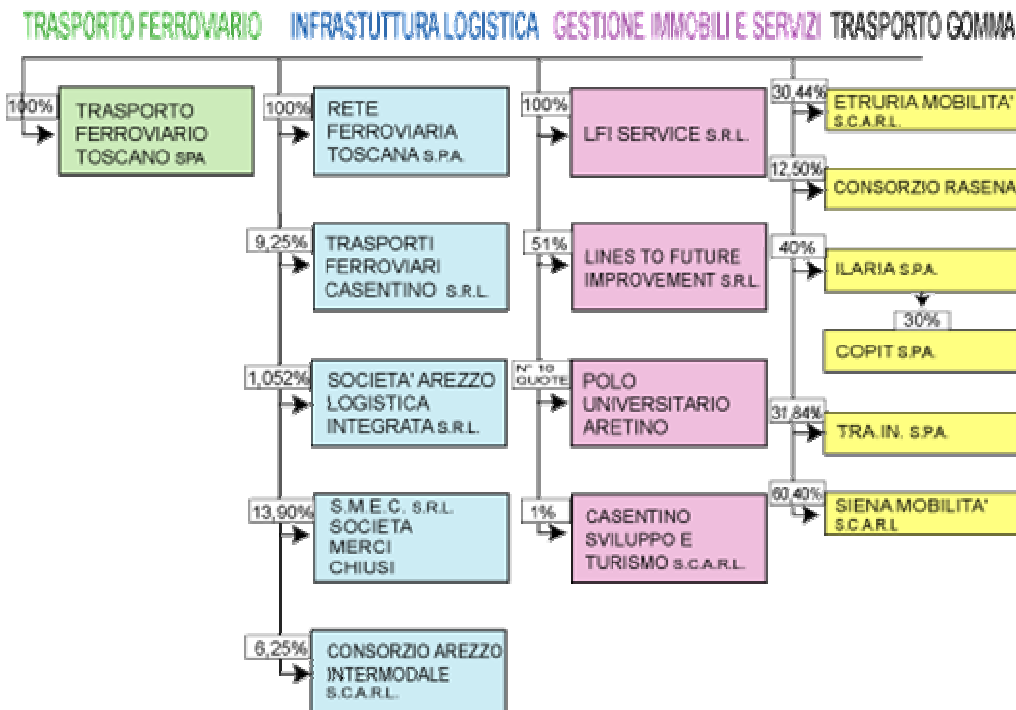 TRASPORTO FERROVIARIO
INFRASTUTTURA LOGISTICA
GESTIONE IMMOBILI E SERVIZI
TRASPORTO GOMMA
100%
TRASPORTO
FERROVIARIO
TOSCANO SPA
100%
RETE
FERROVIARIA
TOSCANA S.P.A.
9,25%
TRASPORTI
FERROVIARI
CASENTINO S.R.L.
1,052%
SOCIETA' AREZZO
LOGISTICA
INTEGRATA S.R.L.
13,90%
S.M.E.C. S.R.L.
SOCIETA
MERCI
CHIUSI
6,25%
CONSORZIO AREZZO
INTERMODALE
S.C.A.R.L.
100%
LFI SERVICE S.R.L.
51%
LINES TO FUTURE
IMPROVEMENT S.R.L.
N° 10
QUOTE
POLO
UNIVERSITARIO
ARETINO
1%
CASENTINO
SVILUPPO E
TURISMO S.C.A.R.L.
30,44%
ETRURIA MOBILITA'
S.C.A.R.L.
12,50%
CONSORZIO RASENA
40%
ILARIA S.P.A.
30%
COPIT S.P.A.
31,84%
TRA.IN. S.P.A.
60,40%
SIENA MOBILITA'
S.C.A.R.L